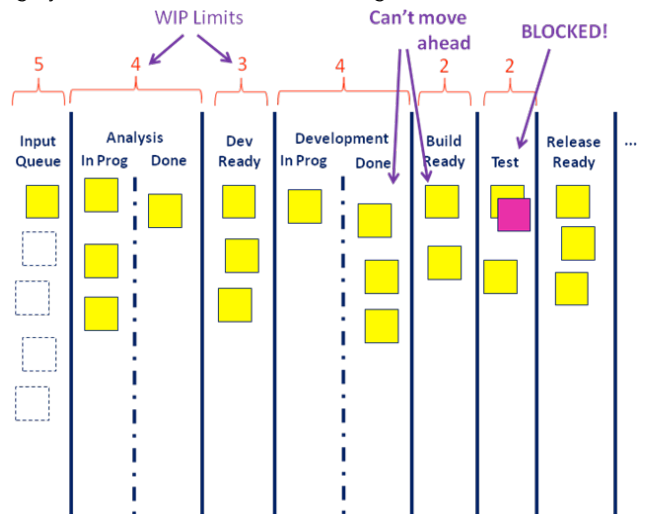 WIP Limits
Can't move
ahead
BLOCKED!
5
4
3
4
2
2
Input
Queue
Analysis
In Prog
Done
Dev
Ready
Development
In Prog
Done
Build
Ready
Test
Release
Ready
...